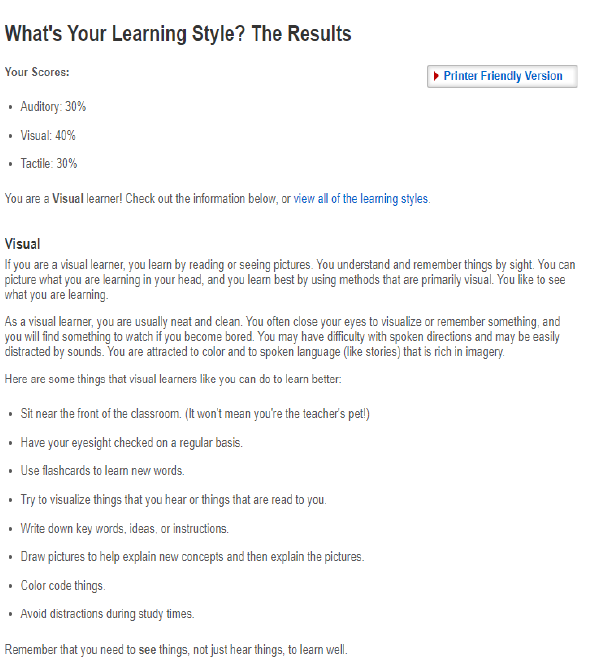 What's Your Learning Style? The Results
Your Scores:
Printer Friendly Version
• Auditory: 30%
• Visual: 40%
• Tactile: 30%
You are a Visual learner! Check out the information below, or view all of the learning styles.
Visual
If you are a visual learner, you learn by reading or seeing pictures. You understand and remember things by sight. You can
picture what you are learning in your head, and you learn best by using methods that are primarily visual. You like to see
what you are learning.
As a visual learner, you are usually neat and clean. You often close your eyes to visualize or remember something, and
you will find something to watch if you become bored. You may have difficulty with spoken directions and may be easily
distracted by sounds. You are attracted to color and to spoken language (like stories) that is rich in imagery.
Here are some things that visual learners like you can do to learn better:
• Sit near the front of the classroom. (It won't mean you're the teacher's pet!)
• Have your eyesight checked on a regular basis.
• Use flashcards to learn new words.
• Try to visualize things that you hear or things that are read to you.
• Write down key words, ideas, or instructions.
• Draw pictures to help explain new concepts and then explain the pictures.
• Color code things.
• Avoid distractions during study times.
Remember that you need to see things, not just hear things, to learn well.